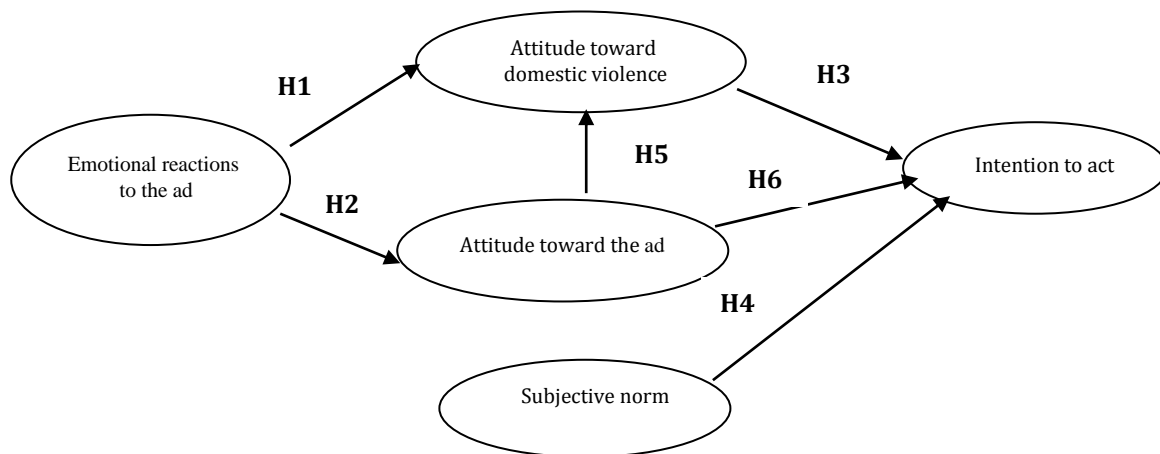 Attitude toward
domestic violence
H1
H3
Emotional reactions
to the ad
H5
Intention to act
H2
H6
Attitude toward the ad
H4
Subjective norm